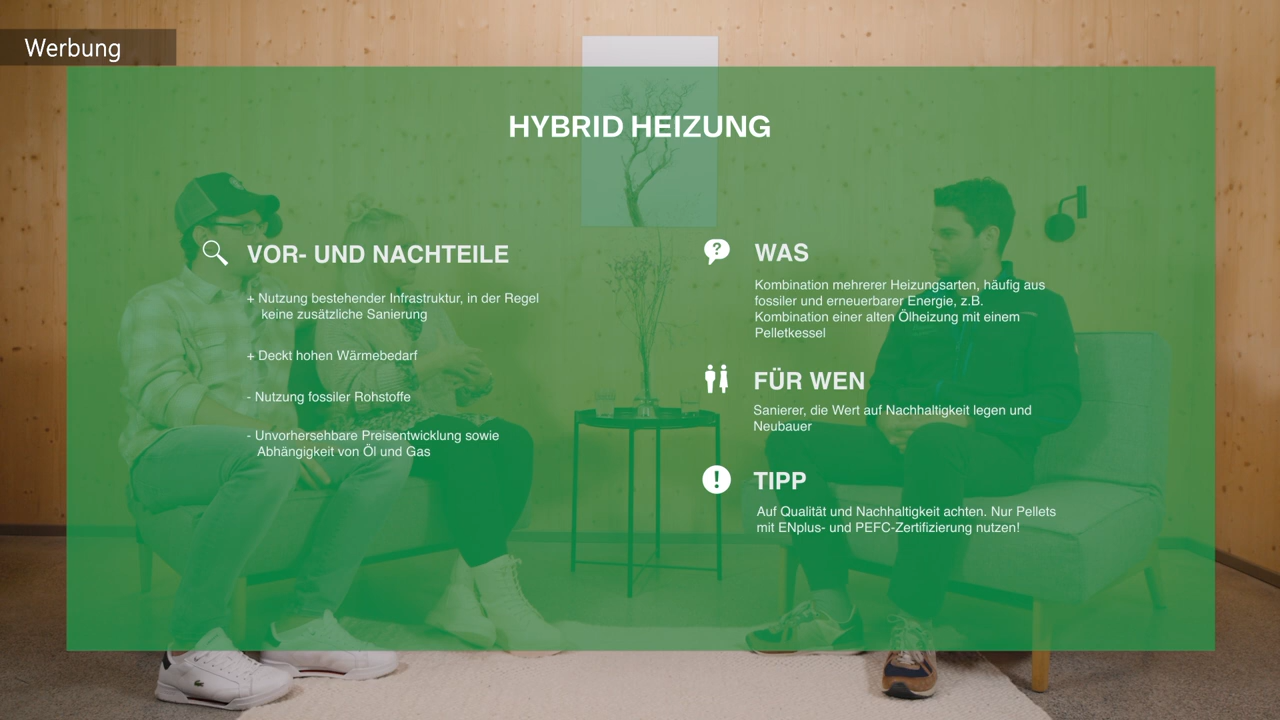 Werbung
HYBRID HEIZUNG
VOR- UND NACHTEILE
+ Nutzung bestehender Infrastruktur, in der Regel
keine zusätzliche Sanierung
+ Deckt hohen Wärmebedarf
- Nutzung fossiler Rohstoffe
- Unvorhersehbare Preisentwicklung sowie
Abhängigkeit von Öl und Gas
WAS
Kombination mehrerer Heizungsarten, häufig aus
fossiler und erneuerbarer Energie, z.B.
Kombination einer alten Ölheizung mit einem
Pelletkessel
FÜR WEN
Sanierer, die Wert auf Nachhaltigkeit legen und
Neubauer
TIPP
Auf Qualität und Nachhaltigkeit achten. Nur Pellets
mit ENplus- und PEFC-Zertifizierung nutzen!